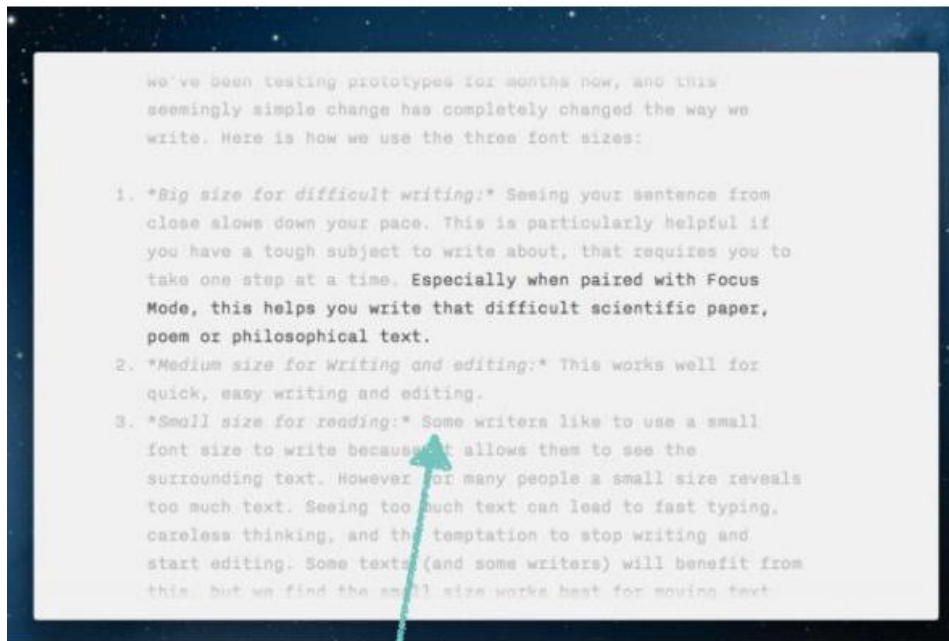 we've been testing prototypes for months now, and this
seemingly simple change has completely changed the way we
write. Here is how we use the three font sizes:
1. *Big size for difficult writing:* Seeing your sentence from
close slows down your pace. This is particularly helpful if
you have a tough subject to write about, that requires you to
take one step at a time. Especially when paired with Focus
Mode, this helps you write that difficult scientific paper,
poem or philosophical text.
2. *Medium size for Writing and editing:* This works well for
quick, easy writing and editing.
3. *Small size for reading:* Some writers like to use a small
font size to write because it allows them to see the
surrounding text. However for many people a small size reveals
too much text. Seeing too much text can lead to fast typing,
careless thinking, and the temptation to stop writing and
start editing. Some texts (and some writers) will benefit from
this, but we find the small size works best for moving text